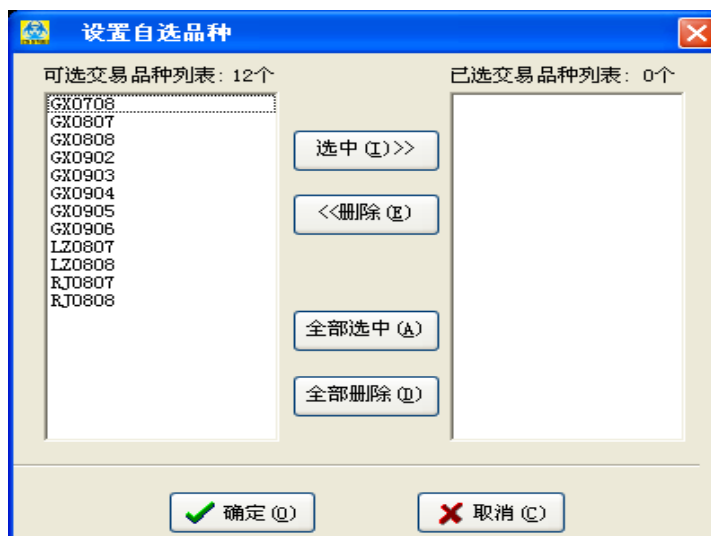 设置自选品种
可选交易品种列表: 12个
已选交易品种列表: 0个
GX0708
GX0807
GX0808
GX0902
GX0903
GX0904
GX0905
GX0906
LZ0807
LZ0808
RJ0807
RJ0808
选中(I)>>
<<删除(E)
全部选中(A)
全部删除(D)
确定(O)
取消(C)